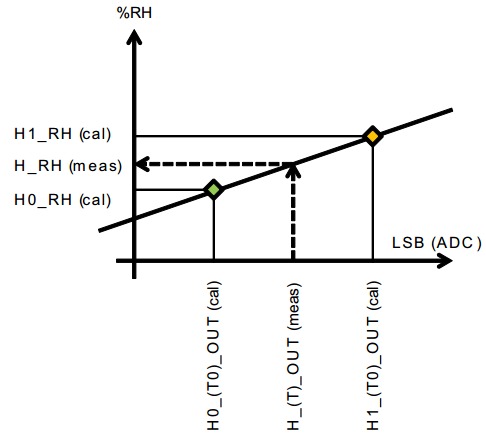 %RH
H1_RH (cal)
H_RH (meas)
H0_RH (cal)
LSB (ADC)
H0_(T0)_OUT (cal)
H_(T)_OUT (meas)
H1_(T0)_OUT (cal)